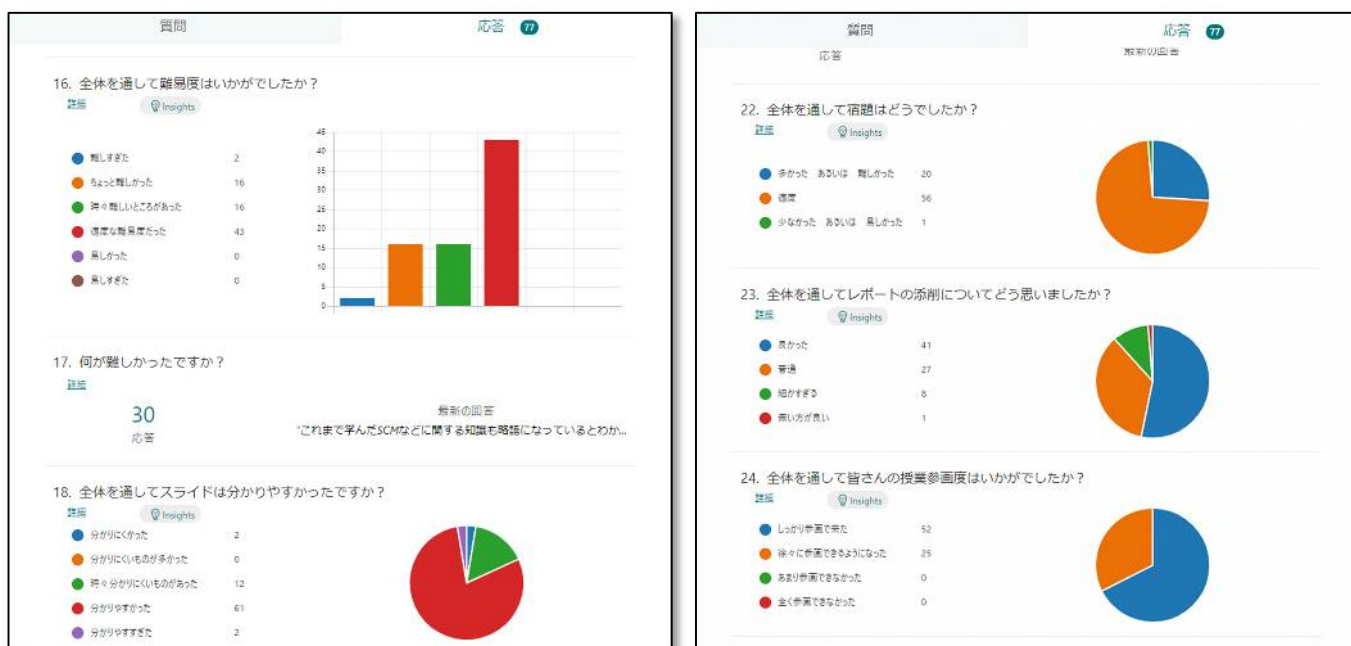 質問
応答 77
16. 全体を通して難易度はいかがでしたか？
詳細
Insights
難しすぎた 2
ちょっと難しかった 16
時々難しいところがあった 16
適度な難易度だった 43
易しかった 0
易しすぎた 0
45
40
35
30
25
20
15
10
5
0
17. 何が難しかったですか？
詳細
30
応答
最新の回答
"これまで学んだSCMなどに関する知識も略語になっているとわか...
18. 全体を通してスライドは分かりやすかったですか？
詳細
Insights
分かりにくかった 2
分かりにくいものが多かった 0
時々分かりにくいものがあった 12
分かりやすかった 61
分かりやすすぎた 2
質問
応答 77
応答
最新の回答
22. 全体を通して宿題はどうでしたか？
詳細
Insights
多かった あるいは 難しかった 20
適度 56
少なかった あるいは 易しかった 1
23. 全体を通してレポートの添削についてどう思いましたか？
詳細
Insights
良かった 41
普通 27
細かすぎる 8
無い方が良い 1
24. 全体を通して皆さんの授業参画度はいかがでしたか？
詳細
Insights
しっかり参画で来た 52
徐々に参画できるようになった 25
あまり参画できなかった 0
全く参画できなかった 0